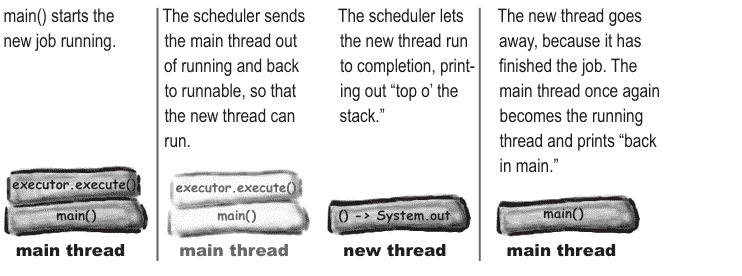 main() starts the
new job running.
The scheduler sends
the main thread out
of running and back
to runnable, so that
the new thread can
run.
The scheduler lets
the new thread run
to completion, print-
ing out “top o’ the
stack.”
The new thread goes
away, because it has
finished the job. The
main thread once again
becomes the running
thread and prints “back
in main.”
executor.execute()
main()
main thread
executor.execute()
main()
main thread
() -> System.out
new thread
main()
main thread